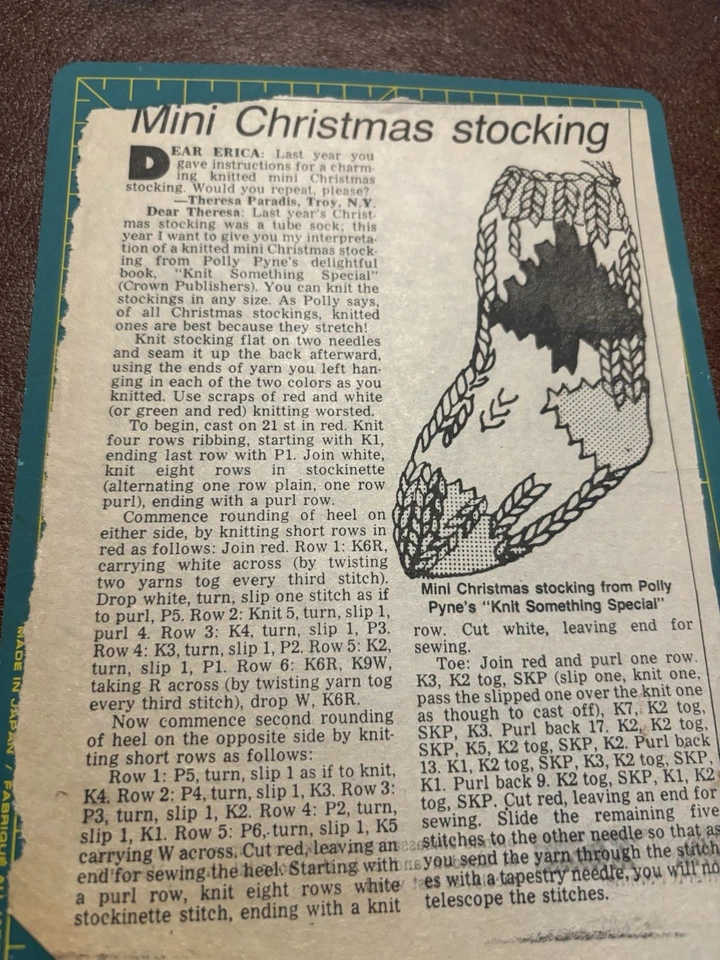 Mini Christmas stocking
DEAR ERICA: Last year you
gave instructions for a charm-
ing knitted mini Christmas
stocking. Would you repeat, please?
—Theresa Paradis, Troy, N.Y.
Dear Theresa: Last year's Christ-
mas stocking was a tube sock; this
year I want to give you my interpreta-
tion of a knitted mini Christmas stock-
ing from Polly Pyne's delightful
book, "Knit Something Special"
(Crown Publishers). You can knit the
stockings in any size. As Polly says,
of all Christmas stockings, knitted
ones are best because they stretch!
Knit stocking flat on two needles
and seam it up the back afterward,
using the ends of yarn you left han-
ging in each of the two colors as you
knitted. Use scraps of red and white
(or green and red) knitting worsted.
To begin, cast on 21 st in red. Knit
four rows ribbing, starting with K1,
ending last row with P1. Join white,
knit eight rows in stockinette
(alternating one row plain, one row
purl), ending with a purl row.
Commence rounding of heel on
either side, by knitting short rows in
red as follows: Join red. Row 1: K6R,
carrying white across (by twisting
two yarns tog every third stitch).
Drop white, turn, slip one stitch as if
to purl, P5. Row 2: Knit 5, turn, slip 1,
purl 4. Row 3: K4, turn, slip 1, P3.
Row 4: K3, turn, slip 1, P2. Row 5: K2,
turn, slip 1, P1. Row 6: K6R, K9W,
taking R across (by twisting yarn tog
every third stitch), drop W, K6R.
Now commence second rounding
of heel on the opposite side by knit-
ting short rows as follows:
Row 1: P5, turn, slip 1 as if to knit,
K4. Row 2: P4, turn, slip 1, K3. Row 3:
P3, turn, slip 1, K2. Row 4: P2, turn,
slip 1, K1. Row 5: P6, turn, slip 1, K5
carrying W across. Cut red, leaving an
end for sewing the heel. Starting with
a purl row, knit eight rows white
stockinette stitch, ending with a knit
Mini Christmas stocking from Polly
Pyne's "Knit Something Special"
row. Cut white, leaving end for
sewing.
Toe: Join red and purl one row.
K3, K2 tog, SKP (slip one, knit one,
pass the slipped one over the knit one
as though to cast off), K7, K2 tog,
SKP, K3. Purl back 17. K2, K2 tog,
SKP, K5, K2 tog, SKP, K2. Purl back
13. K1, K2 tog, SKP, K3, K2 tog, SKP,
K1. Purl back 9. K2 tog, SKP, K1, K2
tog, SKP. Cut red, leaving an end for
sewing. Slide the remaining five
stitches to the other needle so that as
you send the yarn through the stitch
es with a tapestry needle, you will no
telescope the stitches.
MADE IN JAPAN / FABRIQUÉ AU